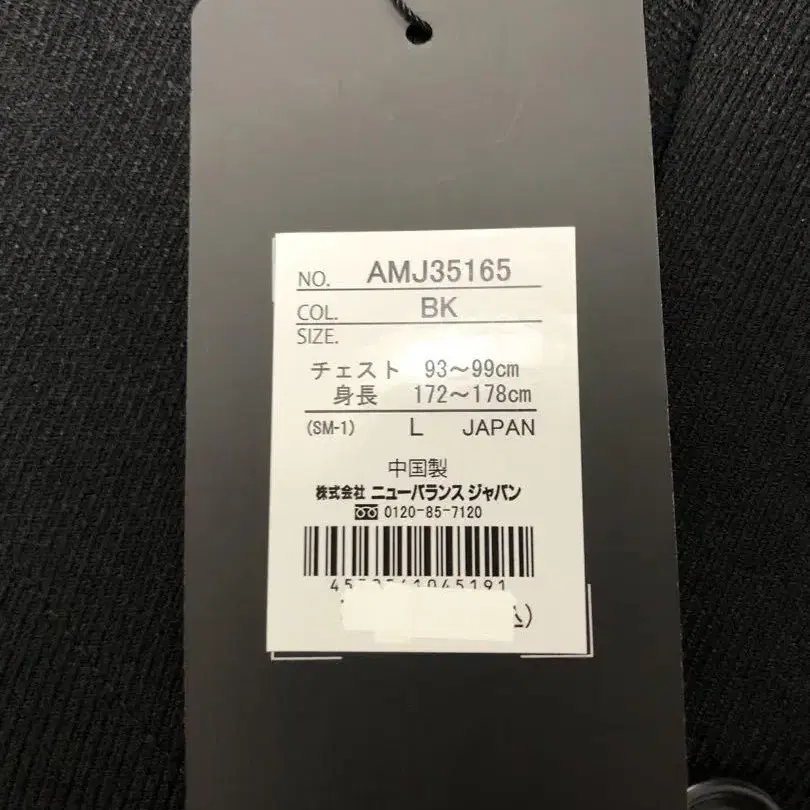 NO. AMJ35165
COL. BK
SIZE.
チェスト 93～99cm
身長 172～178cm
(SM-1) L JAPAN
中国製
株式会社 ニューバランス ジャパン
0120-85-7120
込)